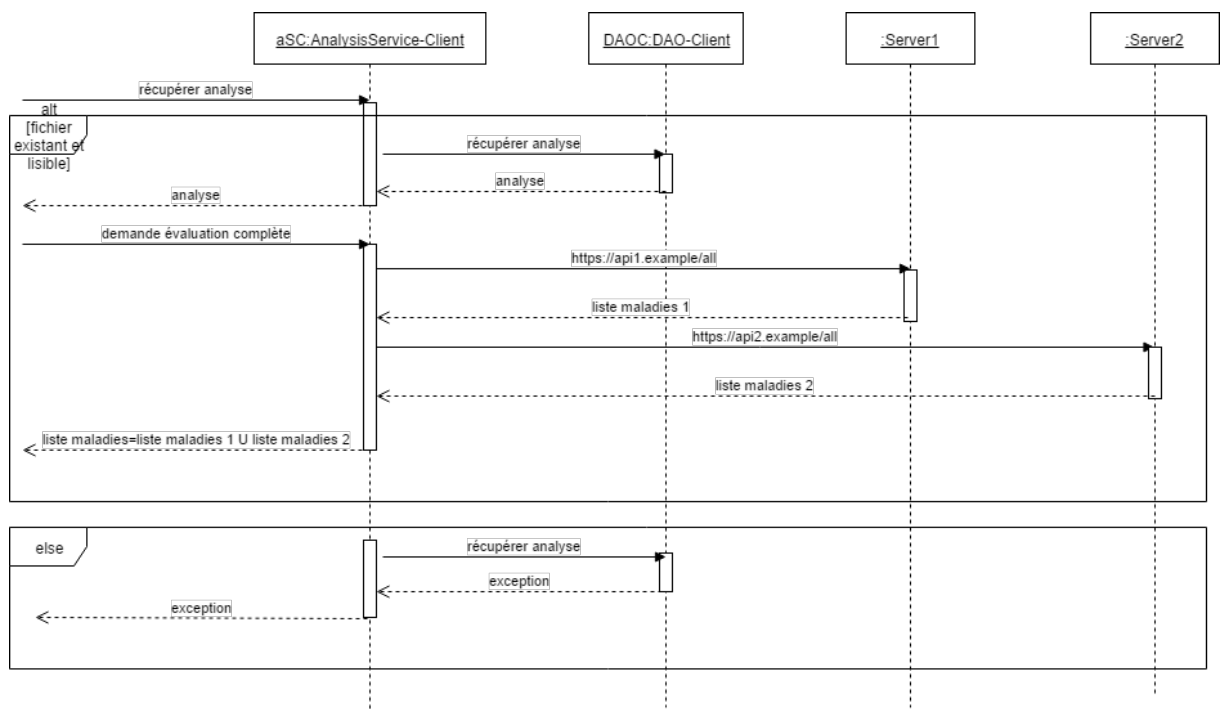 aSC:AnalysisService-Client
DAOC:DAO-Client
:Server1
:Server2
récupérer analyse
alt
[fichier
existant et
lisible]
récupérer analyse
analyse
analyse
demande évaluation complète
https://api1.example/all
liste maladies 1
https://api2.example/all
liste maladies 2
liste maladies=liste maladies 1 U liste maladies 2
else
récupérer analyse
exception
exception